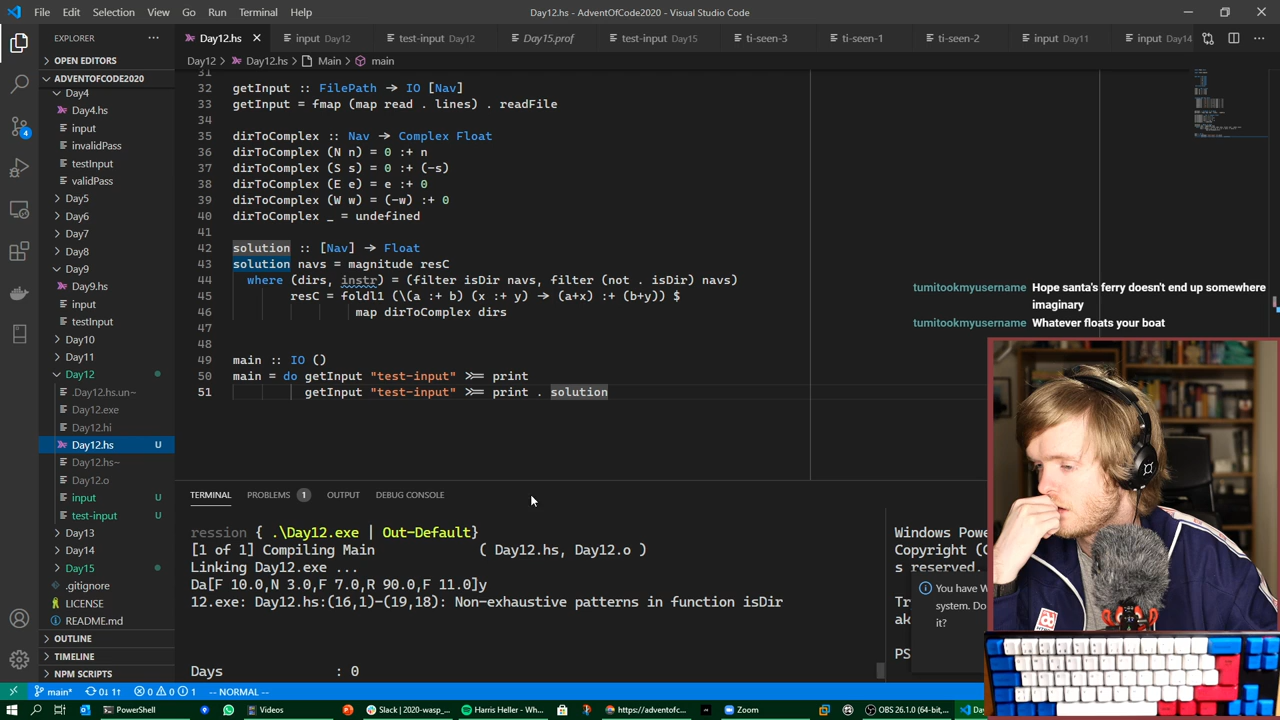 File Edit Selection View Go Run Terminal Help
Day12.hs - AdventOfCode2020 - Visual Studio Code
EXPLORER
Day12.hs
input Day12
test-input Day12
Day15.prof
test-input Day15
ti-seen-3
ti-seen-1
ti-seen-2
input Day11
input Day14
Day12 > Day12.hs > Main > main
OPEN EDITORS
ADVENTOFCODE2020
Day4
Day4.hs
input
invalidPass
testInput
validPass
Day5
Day6
Day7
Day8
Day9
Day9.hs
input
testInput
Day10
Day11
Day12
.Day12.hs.un~
Day12.exe
Day12.hi
Day12.hs U
Day12.hs~
Day12.o
input U
test-input U
Day13
Day14
Day15
.gitignore
LICENSE
README.md
OUTLINE
TIMELINE
NPM SCRIPTS
4
31
32 getInput :: FilePath → IO [Nav]
33 getInput = fmap (map read . lines) . readFile
34
35 dirToComplex :: Nav → Complex Float
36 dirToComplex (N n) = 0 :+ n
37 dirToComplex (S s) = 0 :+ (-s)
38 dirToComplex (E e) = e :+ 0
39 dirToComplex (W w) = (-w) :+ 0
40 dirToComplex _ = undefined
41
42 solution :: [Nav] → Float
43 solution navs = magnitude resC
44 where (dirs, instr) = (filter isDir navs, filter (not . isDir) navs)
45 resC = foldl1 (\(a :+ b) (x :+ y) → (a+x) :+ (b+y)) $
46 map dirToComplex dirs
47
48
49 main :: IO ()
50 main = do getInput "test-input" >>= print
51 getInput "test-input" >>= print . solution
tumitookmyusername Hope santa's ferry doesn't end up somewhere
imaginary
tumitookmyusername Whatever floats your boat
TERMINAL PROBLEMS 1 OUTPUT DEBUG CONSOLE
ression { .\Day12.exe | Out-Default}
[1 of 1] Compiling Main ( Day12.hs, Day12.o )
Linking Day12.exe ...
Da[F 10.0,N 3.0,F 7.0,R 90.0,F 11.0]y
12.exe: Day12.hs:(16,1)-(19,18): Non-exhaustive patterns in function isDir
Days : 0
Windows Pow
Copyright (C
s reserved.
Tr
ak
PS
You have W
system. Do
it?
main* 0↓ 1↑ 0 0 1 -- NORMAL --
PowerShell
Videos
Slack | 2020-wasp_...
Harris Heller - Wh...
https://adventofc...
Zoom
OBS 26.1.0 (64-bit,...